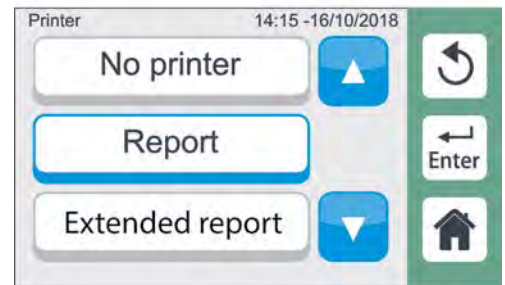 Printer 14:15 -16/10/2018
No printer
Report
Enter
Extended report